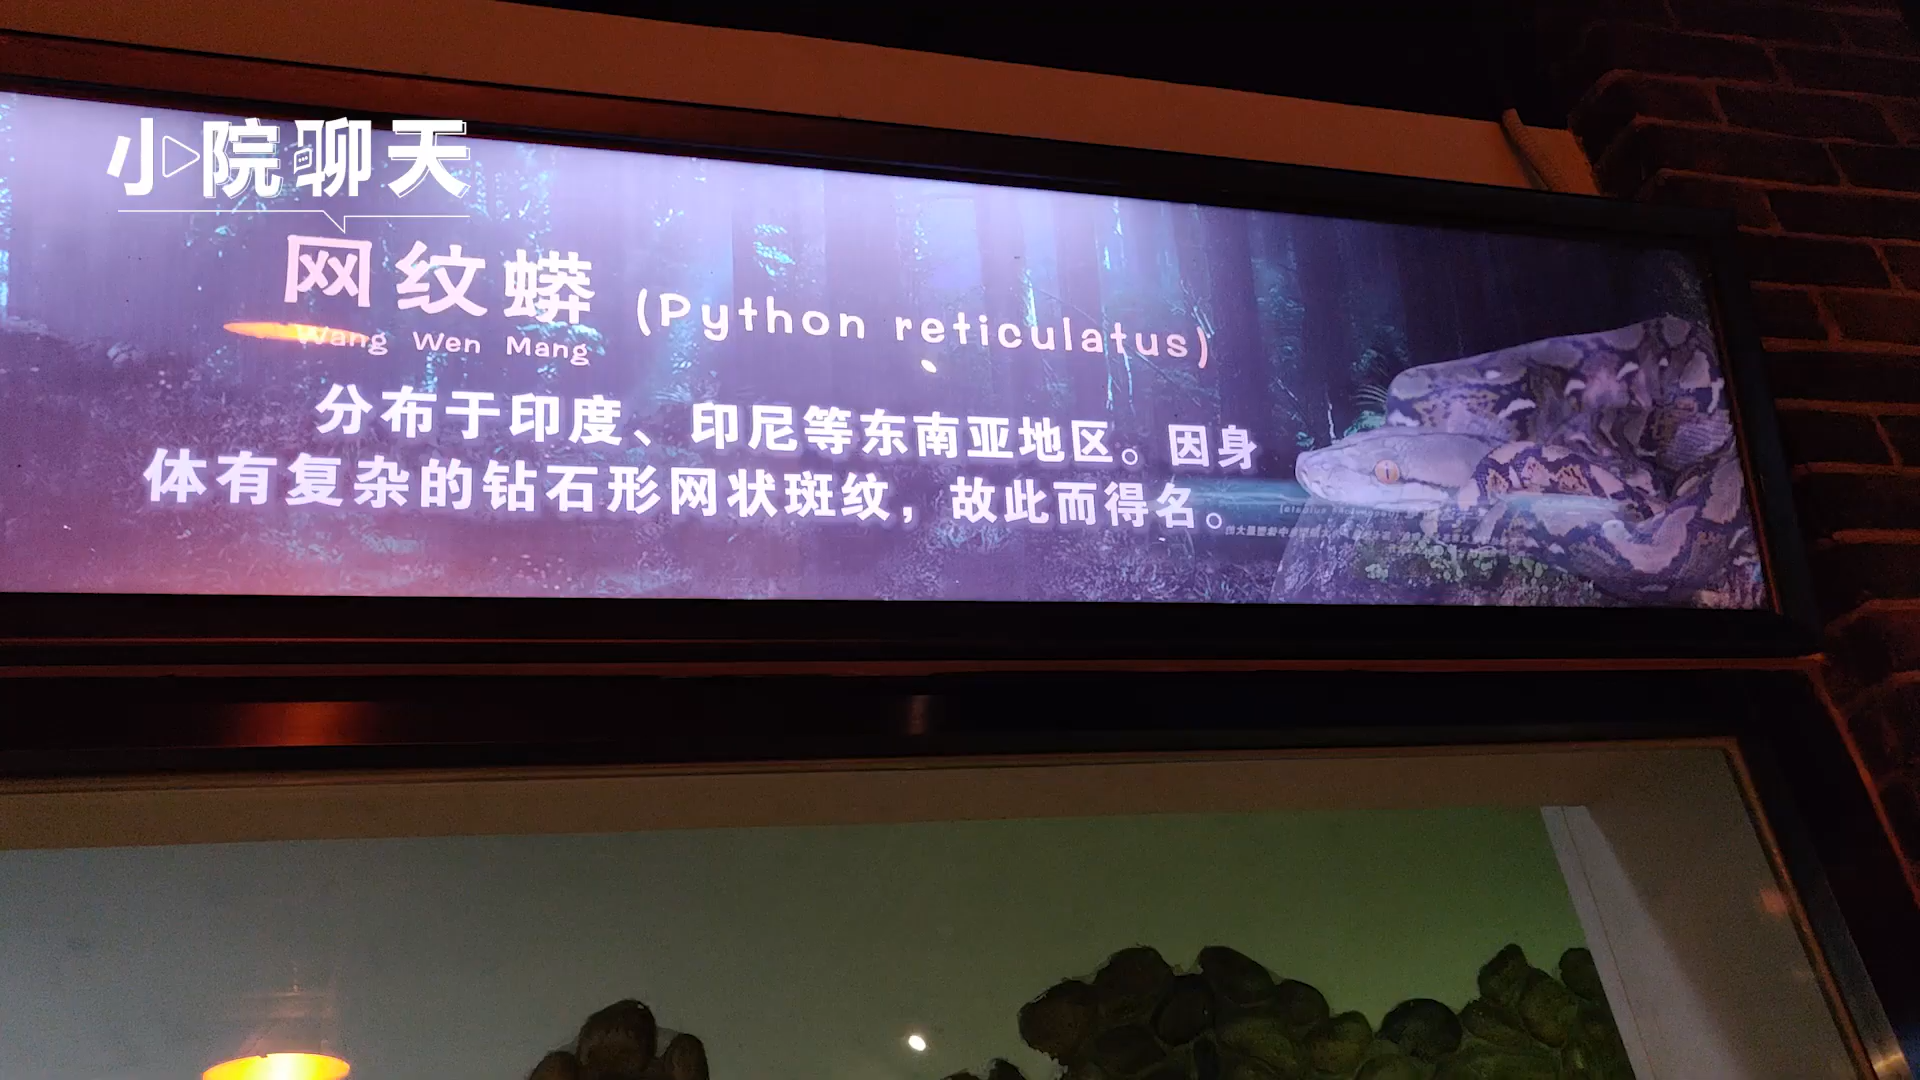 小院聊天
网纹蟒 (Python reticulatus)
Wang Wen Mang
分布于印度、印尼等东南亚地区。因身
体有复杂的钻石形网状斑纹，故此而得名。